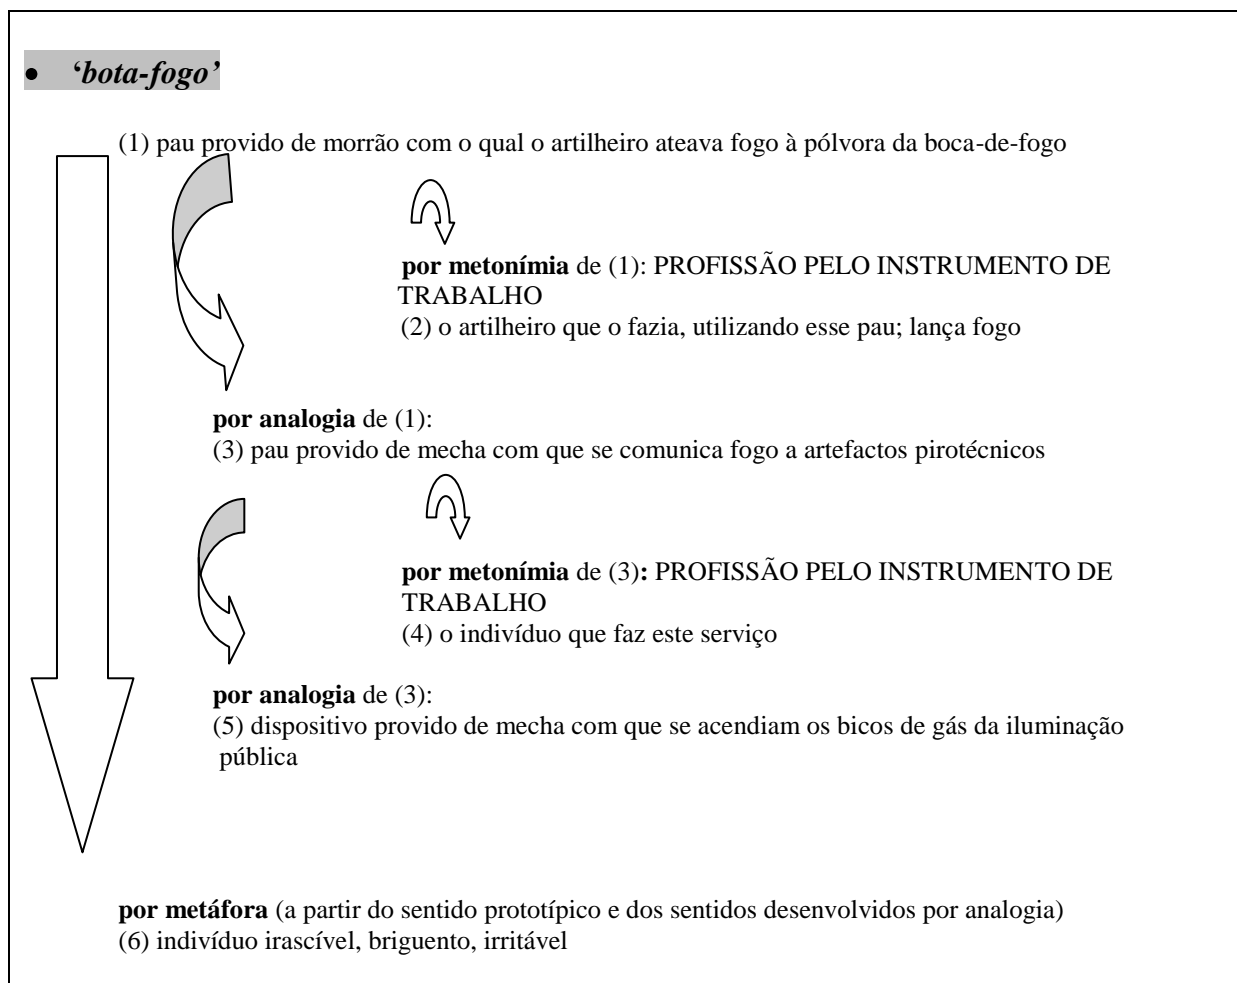 • ‘bota-fogo’
(1) pau provido de morrão com o qual o artilheiro ateava fogo à pólvora da boca-de-fogo
por metonímia de (1): PROFISSÃO PELO INSTRUMENTO DE
TRABALHO
(2) o artilheiro que o fazia, utilizando esse pau; lança fogo
por analogia de (1):
(3) pau provido de mecha com que se comunica fogo a artefactos pirotécnicos
por metonímia de (3): PROFISSÃO PELO INSTRUMENTO DE
TRABALHO
(4) o indivíduo que faz este serviço
por analogia de (3):
(5) dispositivo provido de mecha com que se acendiam os bicos de gás da iluminação
pública
por metáfora (a partir do sentido prototípico e dos sentidos desenvolvidos por analogia)
(6) indivíduo irascível, briguento, irritável